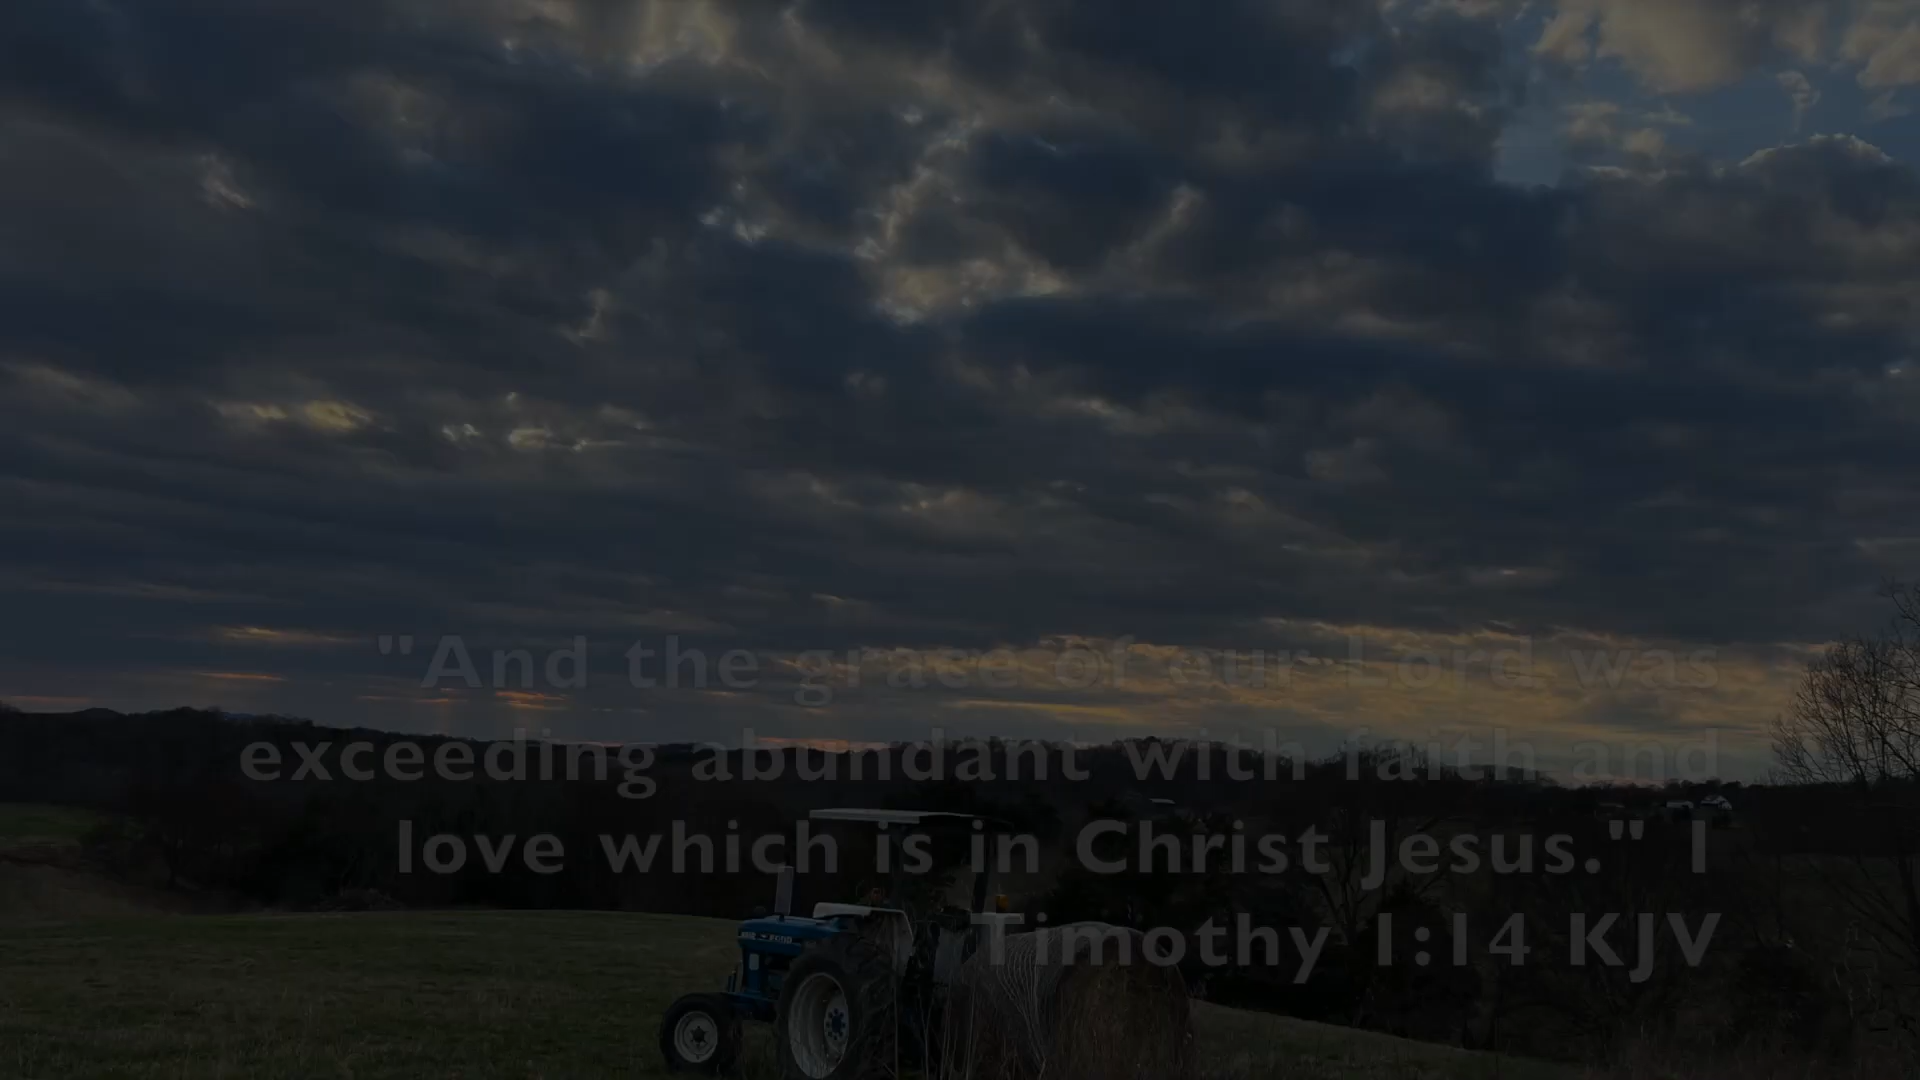 "And the grace of our Lord was
exceeding abundant with faith and
love which is in Christ Jesus." I
Timothy 1:14 KJV
FORD